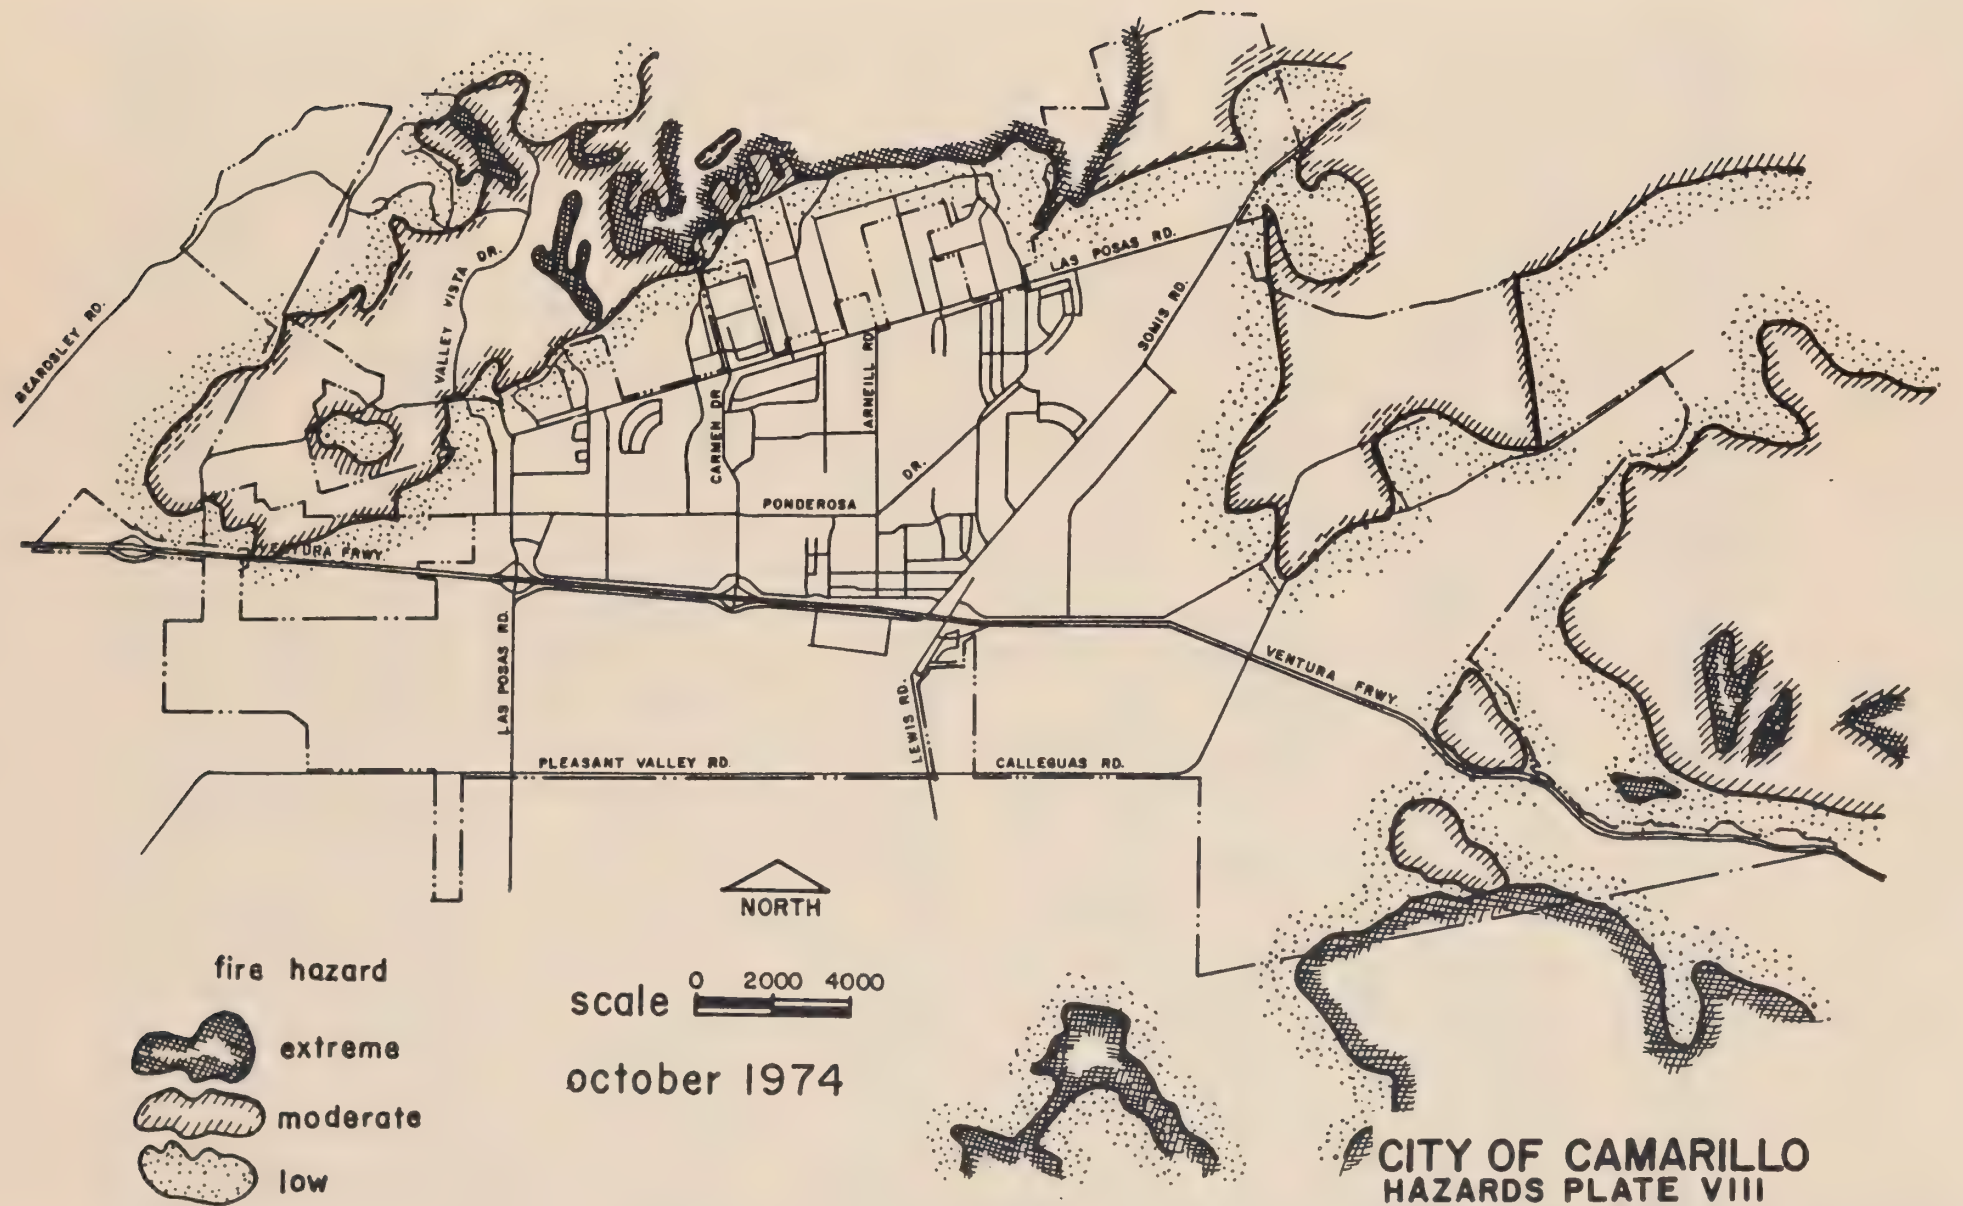 BEARDSLEY RD.
VALLEY VISTA DR.
LAS POSAS RD.
SOMIS RD.
CARMEN DR
ARNEILL RD.
PONDEROSA DR.
VENTURA FRWY
VENTURA FRWY
LAS POSAS RD.
LEWIS RD.
PLEASANT VALLEY RD.
CALLEGUAS RD.
NORTH
fire hazard
extreme
moderate
low
scale 0 2000 4000
october 1974
CITY OF CAMARILLO
HAZARDS PLATE VIII